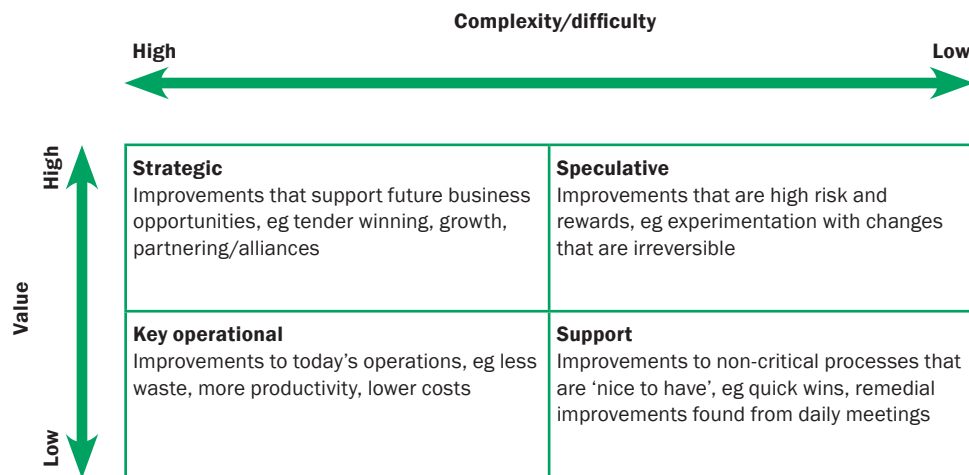 Complexity/difficulty
High
Low
High
Value
Low
Strategic
Improvements that support future business
opportunities, eg tender winning, growth,
partnering/alliances
Speculative
Improvements that are high risk and
rewards, eg experimentation with changes
that are irreversible
Key operational
Improvements to today’s operations, eg less
waste, more productivity, lower costs
Support
Improvements to non-critical processes that
are ‘nice to have’, eg quick wins, remedial
improvements found from daily meetings